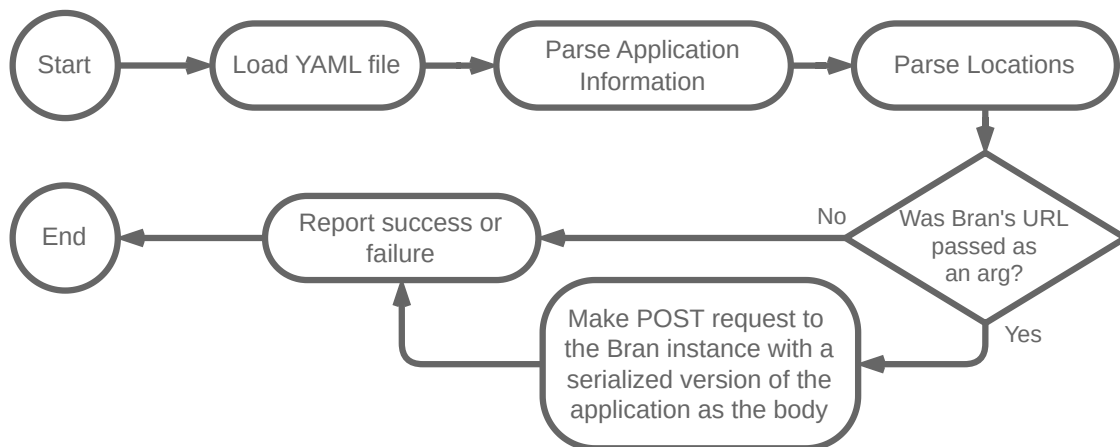 Start
Load YAML file
Parse Application
Information
Parse Locations
Was Bran's URL
passed as
an arg?
No
Yes
Make POST request to
the Bran instance with a
serialized version of the
application as the body
Report success or
failure
End